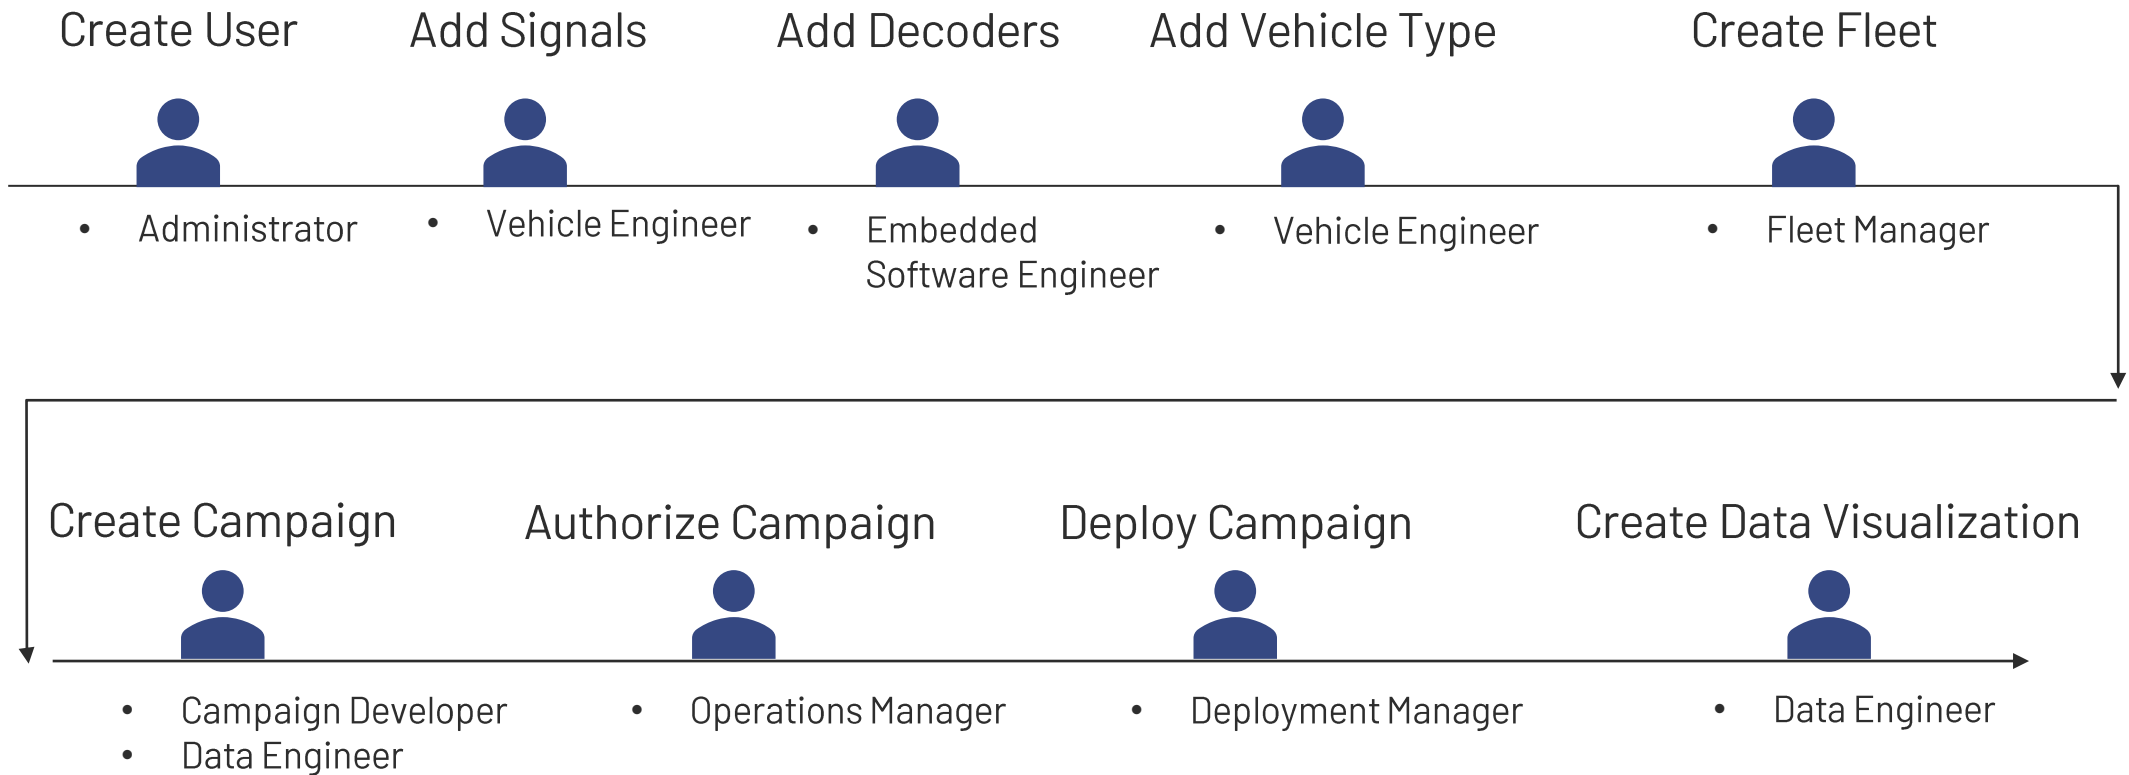 Create User
Add Signals
Add Decoders
Add Vehicle Type
Create Fleet
• Administrator
• Vehicle Engineer
• Embedded
Software Engineer
• Vehicle Engineer
• Fleet Manager
Create Campaign
Authorize Campaign
Deploy Campaign
Create Data Visualization
• Campaign Developer
• Data Engineer
• Operations Manager
• Deployment Manager
• Data Engineer